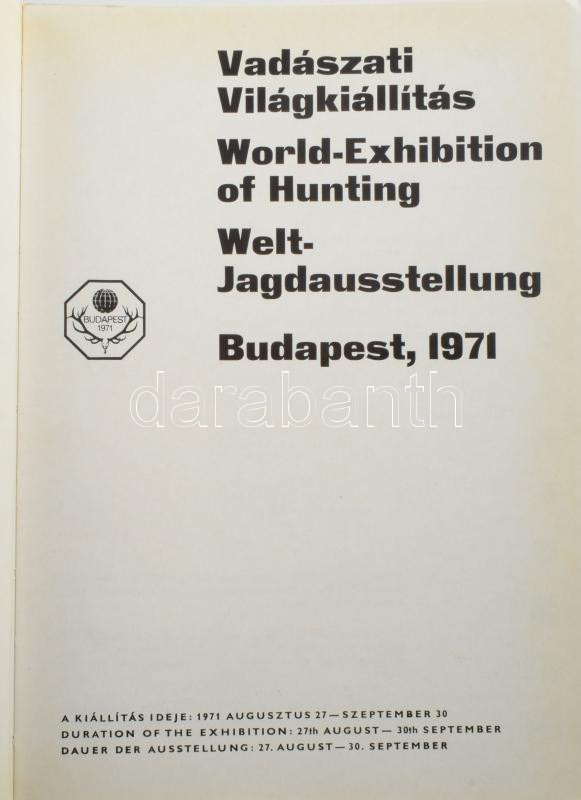 Vadászati
Világkiállítás
World-Exhibition
of Hunting
Welt-
Jagdausstellung
BUDAPEST
1971
Budapest, 1971
darabanth
A KIÁLLÍTÁS IDEJE: 1971 AUGUSZTUS 27—SZEPTEMBER 30
DURATION OF THE EXHIBITION: 27th AUGUST— 30th SEPTEMBER
DAUER DER AUSSTELLUNG: 27. AUGUST—30. SEPTEMBER